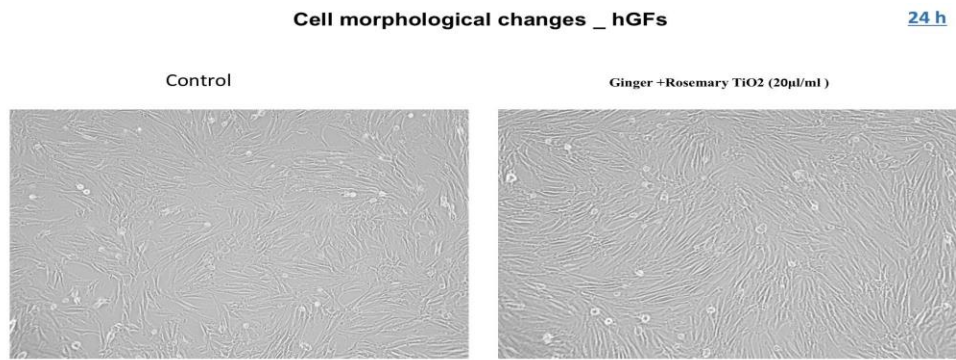 Cell morphological changes _ hGFs
24 h
Control
Ginger +Rosemary TiO2 (20µl/ml )